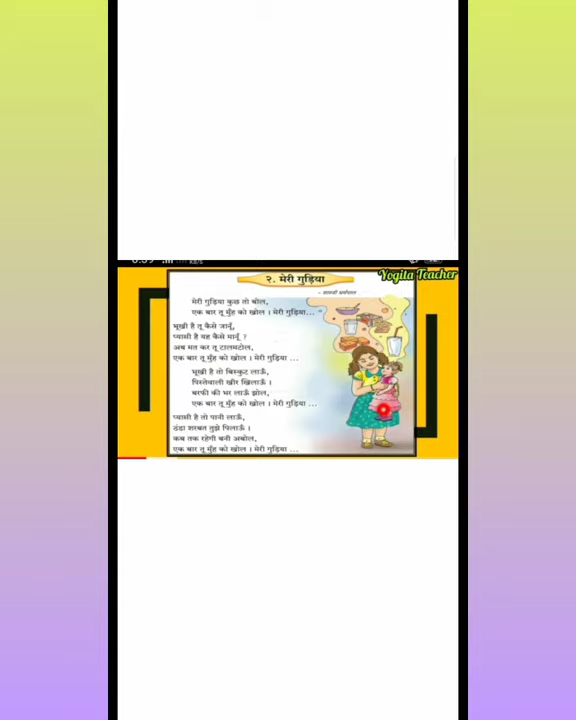 KB/S
Yogita Teacher
२. मेरी गुड़िया
मेरी गुड़िया कुछ तो बोल,
एक बार तू मुँह को खोल । मेरी गुड़िया...
भूखी है तू कैसे जानूँ,
प्यासी है यह कैसे मानूँ ?
अब मत कर तू टालमटोल,
एक बार तू मुँह को खोल । मेरी गुड़िया ...
भूखी है तो बिस्कुट लाऊँ,
पिस्तेवाली खीर खिलाऊँ ।
बरफी की भर लाऊँ झोल,
एक बार तू मुँह को खोल । मेरी गुड़िया ...
प्यासी है तो पानी लाऊँ,
ठंडा शरबत तुझे पिलाऊँ ।
कब तक रहेगी बनी अबोल,
एक बार तू मुँह को खोल । मेरी गुड़िया ...